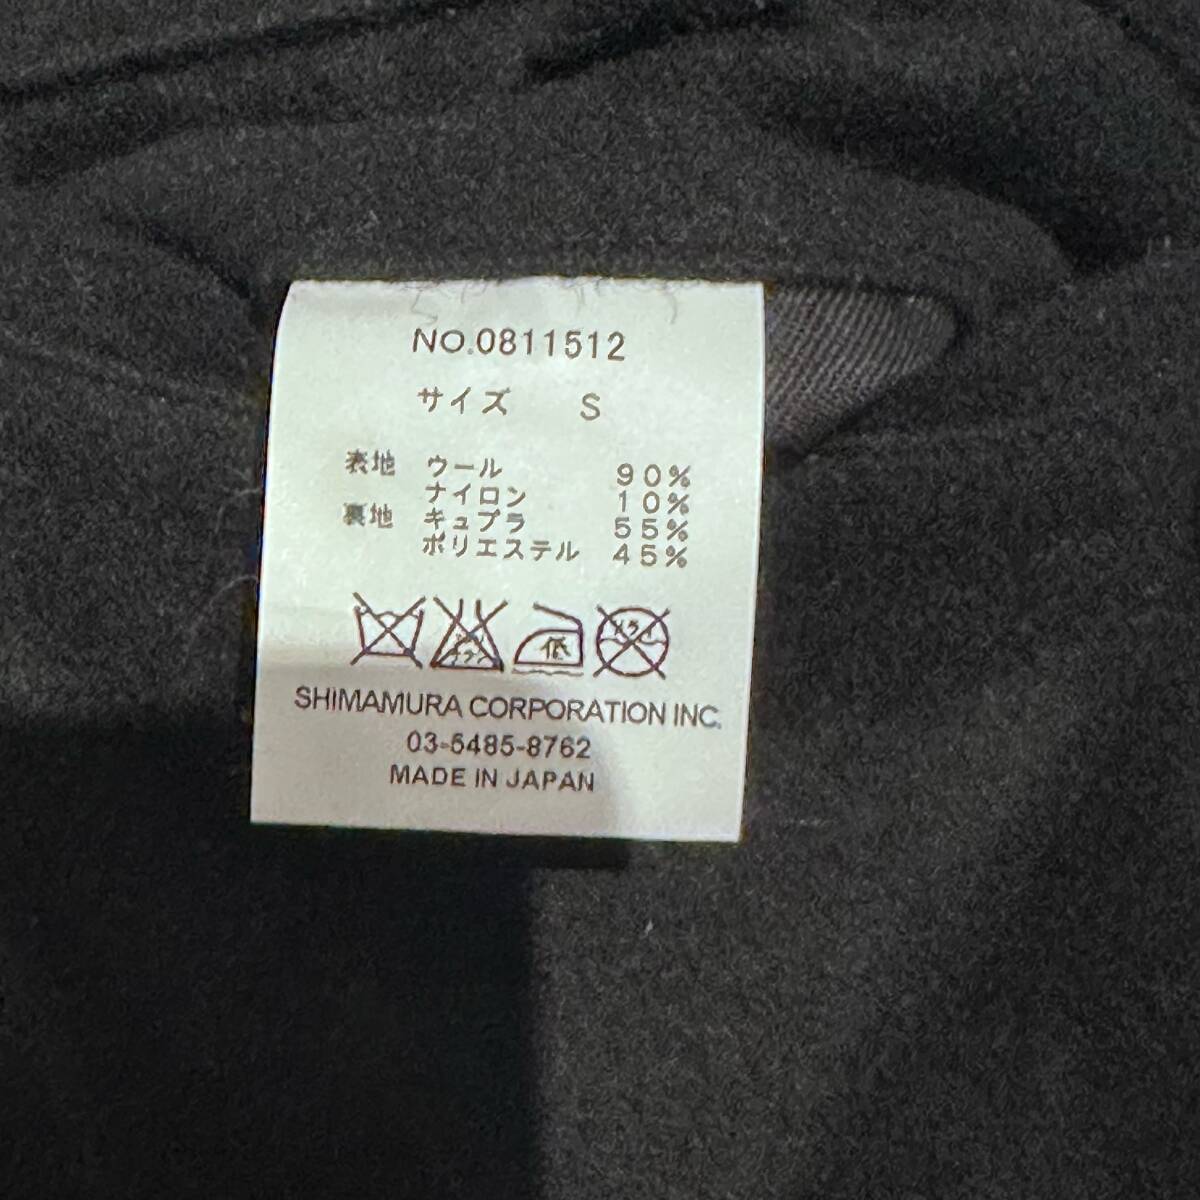 NO.0811512
サイズ S
表地 ウール 90%
ナイロン 10%
裏地 キュプラ 55%
ポリエステル 45%
低
SHIMAMURA CORPORATION INC.
03-5485-8762
MADE IN JAPAN